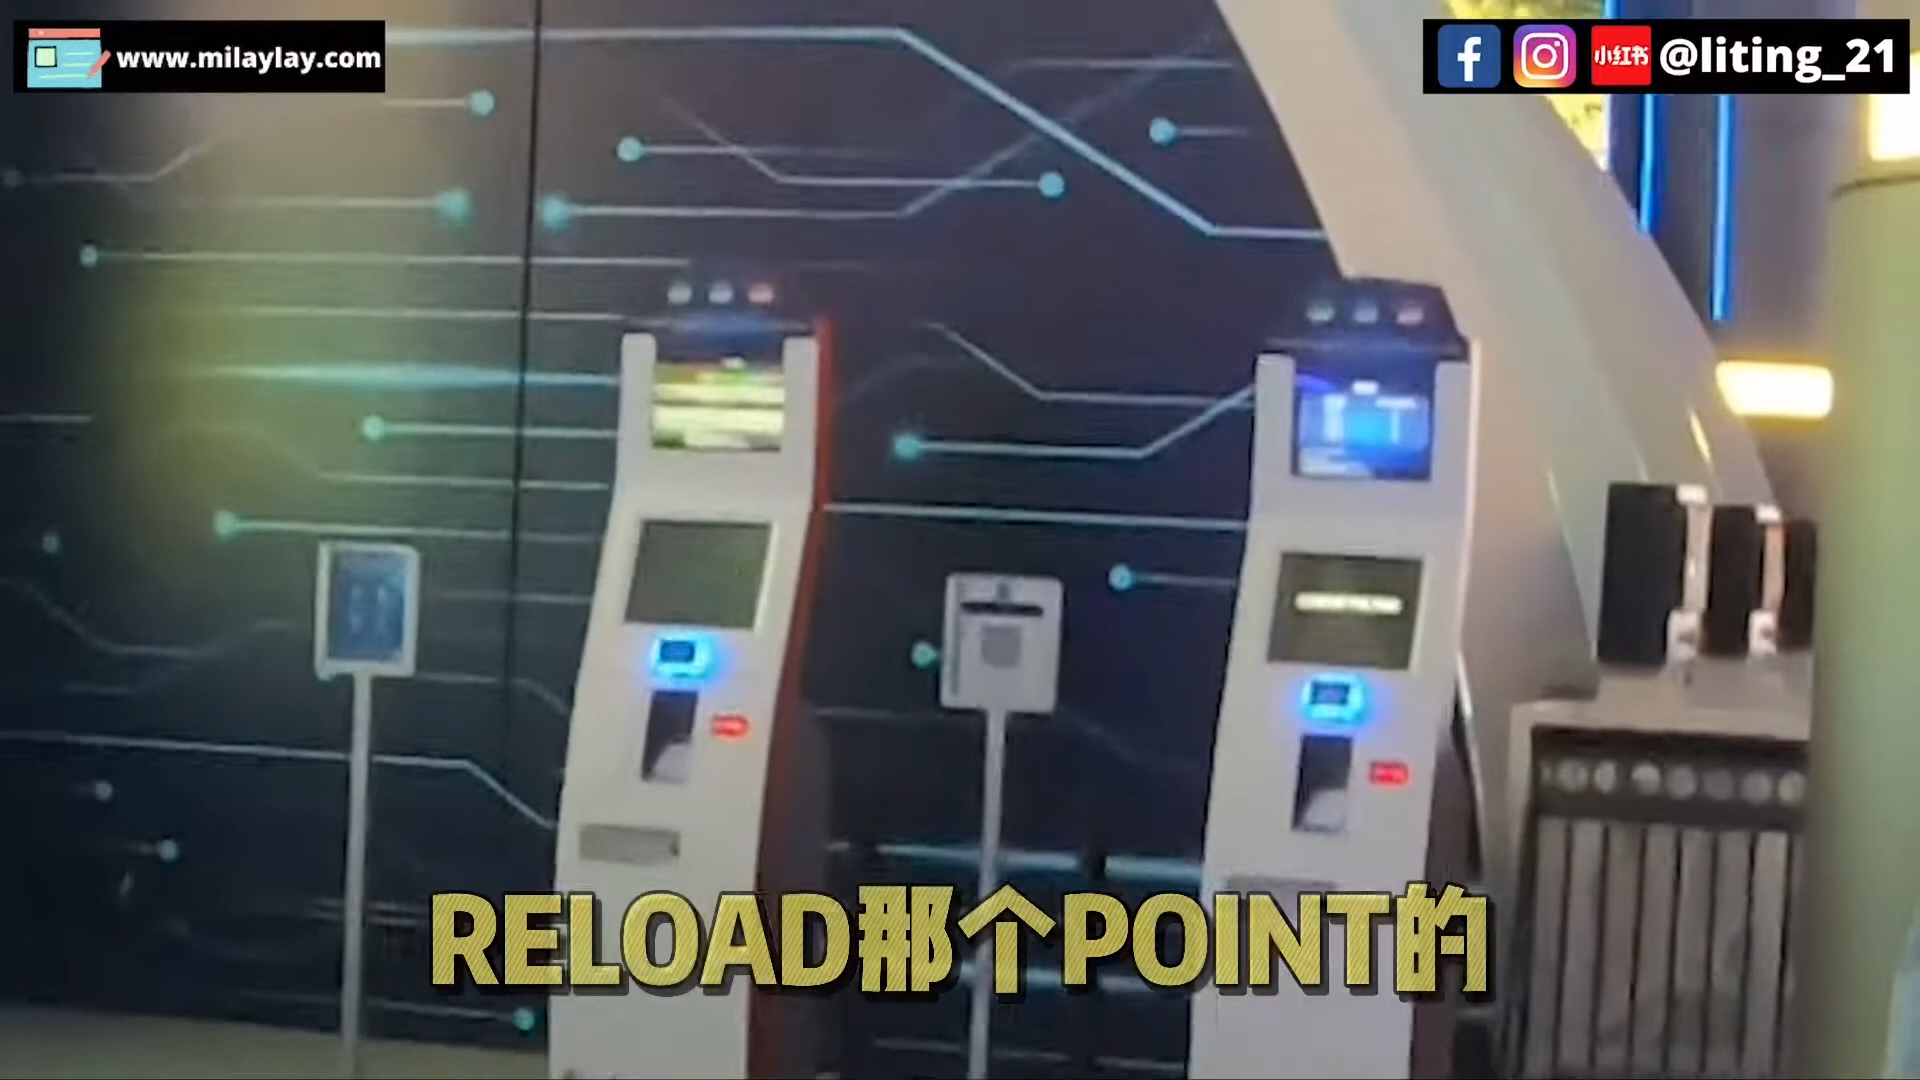 www.milaylay.com
小红书 @liting_21
RELOAD那个POINT的